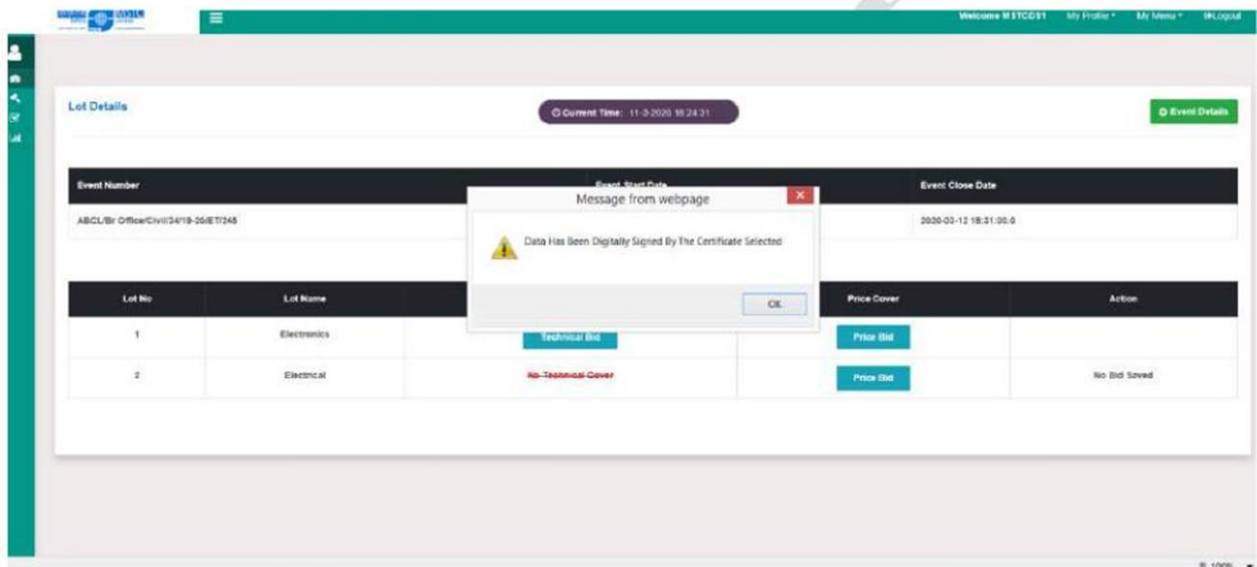 MSTC
Welcome MSTCDS1 My Profile My Menu Logout
Lot Details
Current Time: 11-3-2020 18:24:31
Event Details
Event Number Event Start Date Event Close Date
ABCL/Br Office/Civil/34/19-20/ET/245 2020-03-12 18:31:00.0
Message from webpage
Data Has Been Digitally Signed By The Certificate Selected
OK
Lot No Lot Name Price Cover Action
1 Electronics Technical Bid Price Bid
2 Electrical No Technical Cover Price Bid No Bid Saved
100%